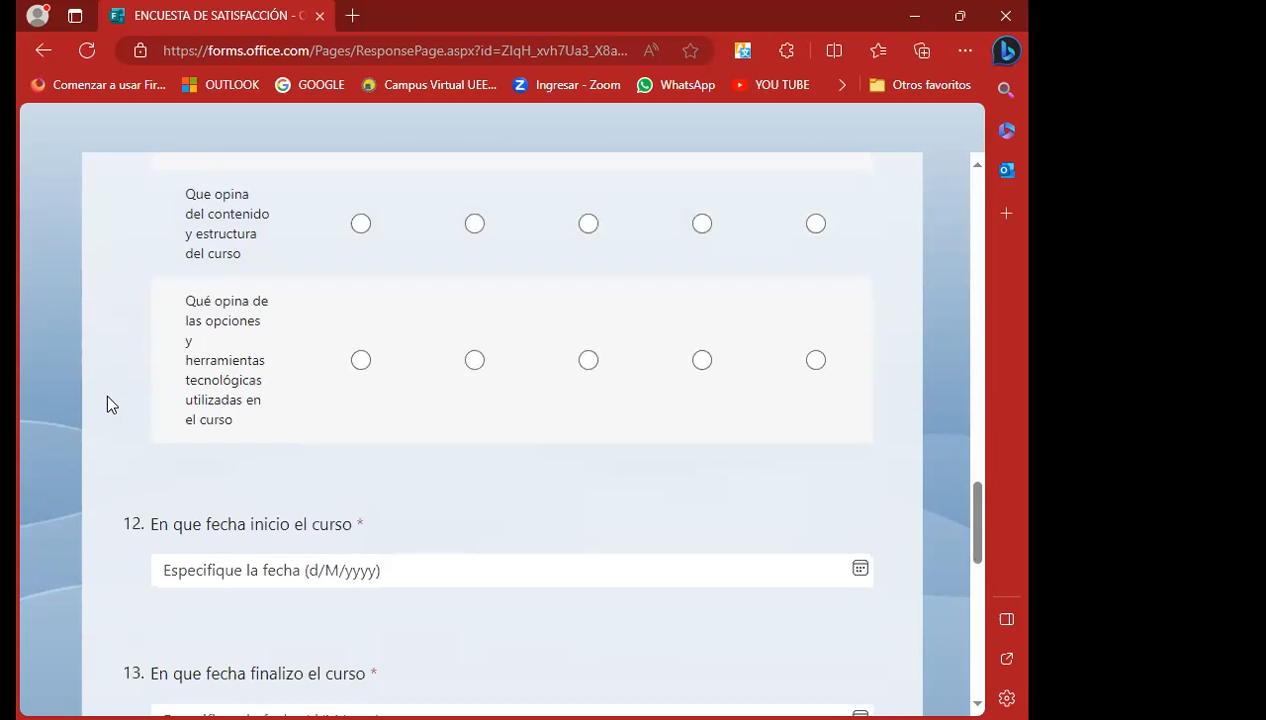 ENCUESTA DE SATISFACCIÓN - C
https://forms.office.com/Pages/ResponsePage.aspx?id=ZIqH_xvh7Ua3_X8a...
Comenzar a usar Fir... OUTLOOK GOOGLE Campus Virtual UEE... Ingresar - Zoom WhatsApp YOU TUBE Otros favoritos
Que opina
del contenido
y estructura
del curso
Qué opina de
las opciones
y
herramientas
tecnológicas
utilizadas en
el curso
12. En que fecha inicio el curso *
Especifique la fecha (d/M/yyyy)
13. En que fecha finalizo el curso *